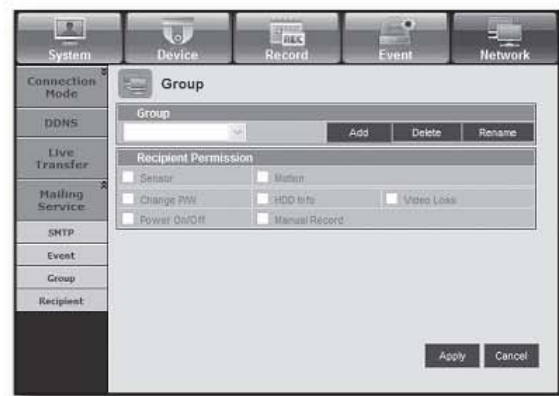 System Device Record Event Network
REC
Connection Mode
DDNS
Live Transfer
Mailing Service
SMTP
Event
Group
Recipient
Group
Group
Add Delete Rename
Recipient Permission
Sensor Motion
Change P/W HDD Info Video Loss
Power On/Off Manual Record
Apply Cancel